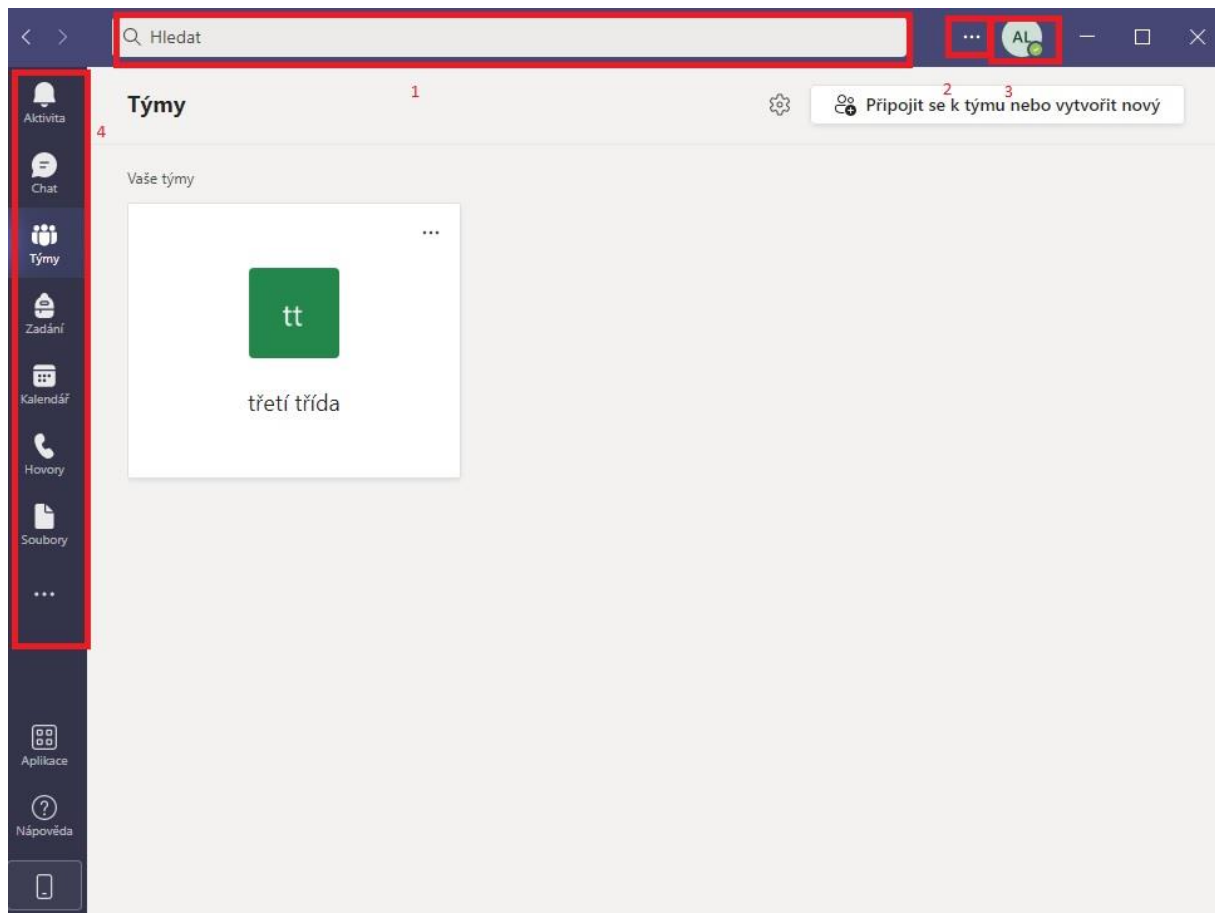 Hledat
AL
Týmy
1
2
3
Připojit se k týmu nebo vytvořit nový
4
Aktivita
Chat
Týmy
Zadání
Kalendář
Hovory
Soubory
Aplikace
Nápověda
Vaše týmy
tt
třetí třída